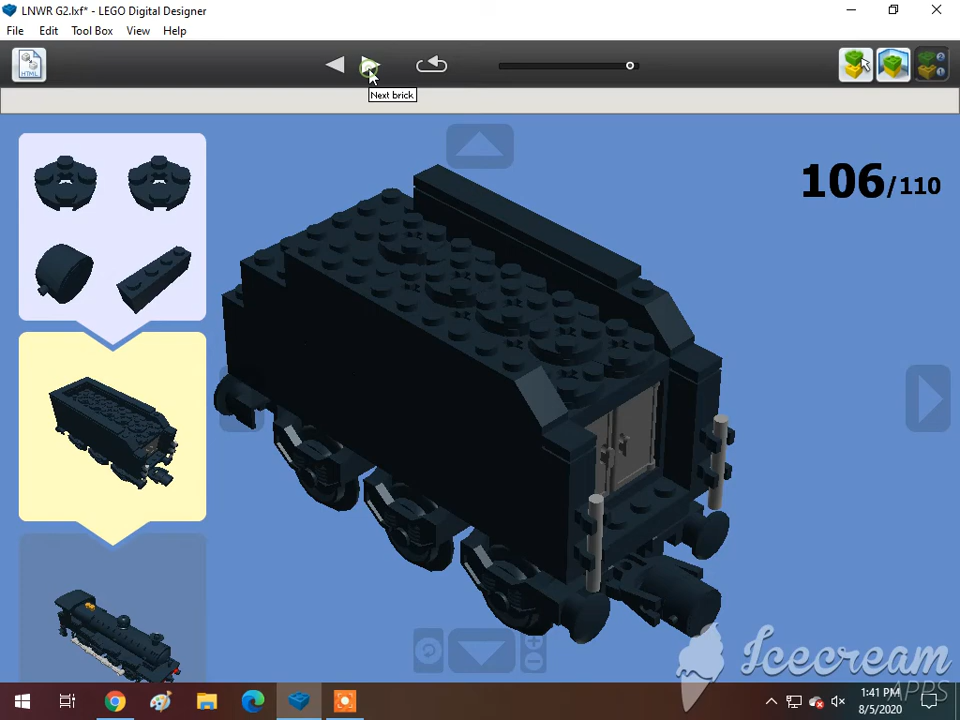 LNWR G2.lxf* - LEGO Digital Designer
File Edit Tool Box View Help
HTML
Next brick
106/110
Icecream
APPS
1:41 PM
8/5/2020